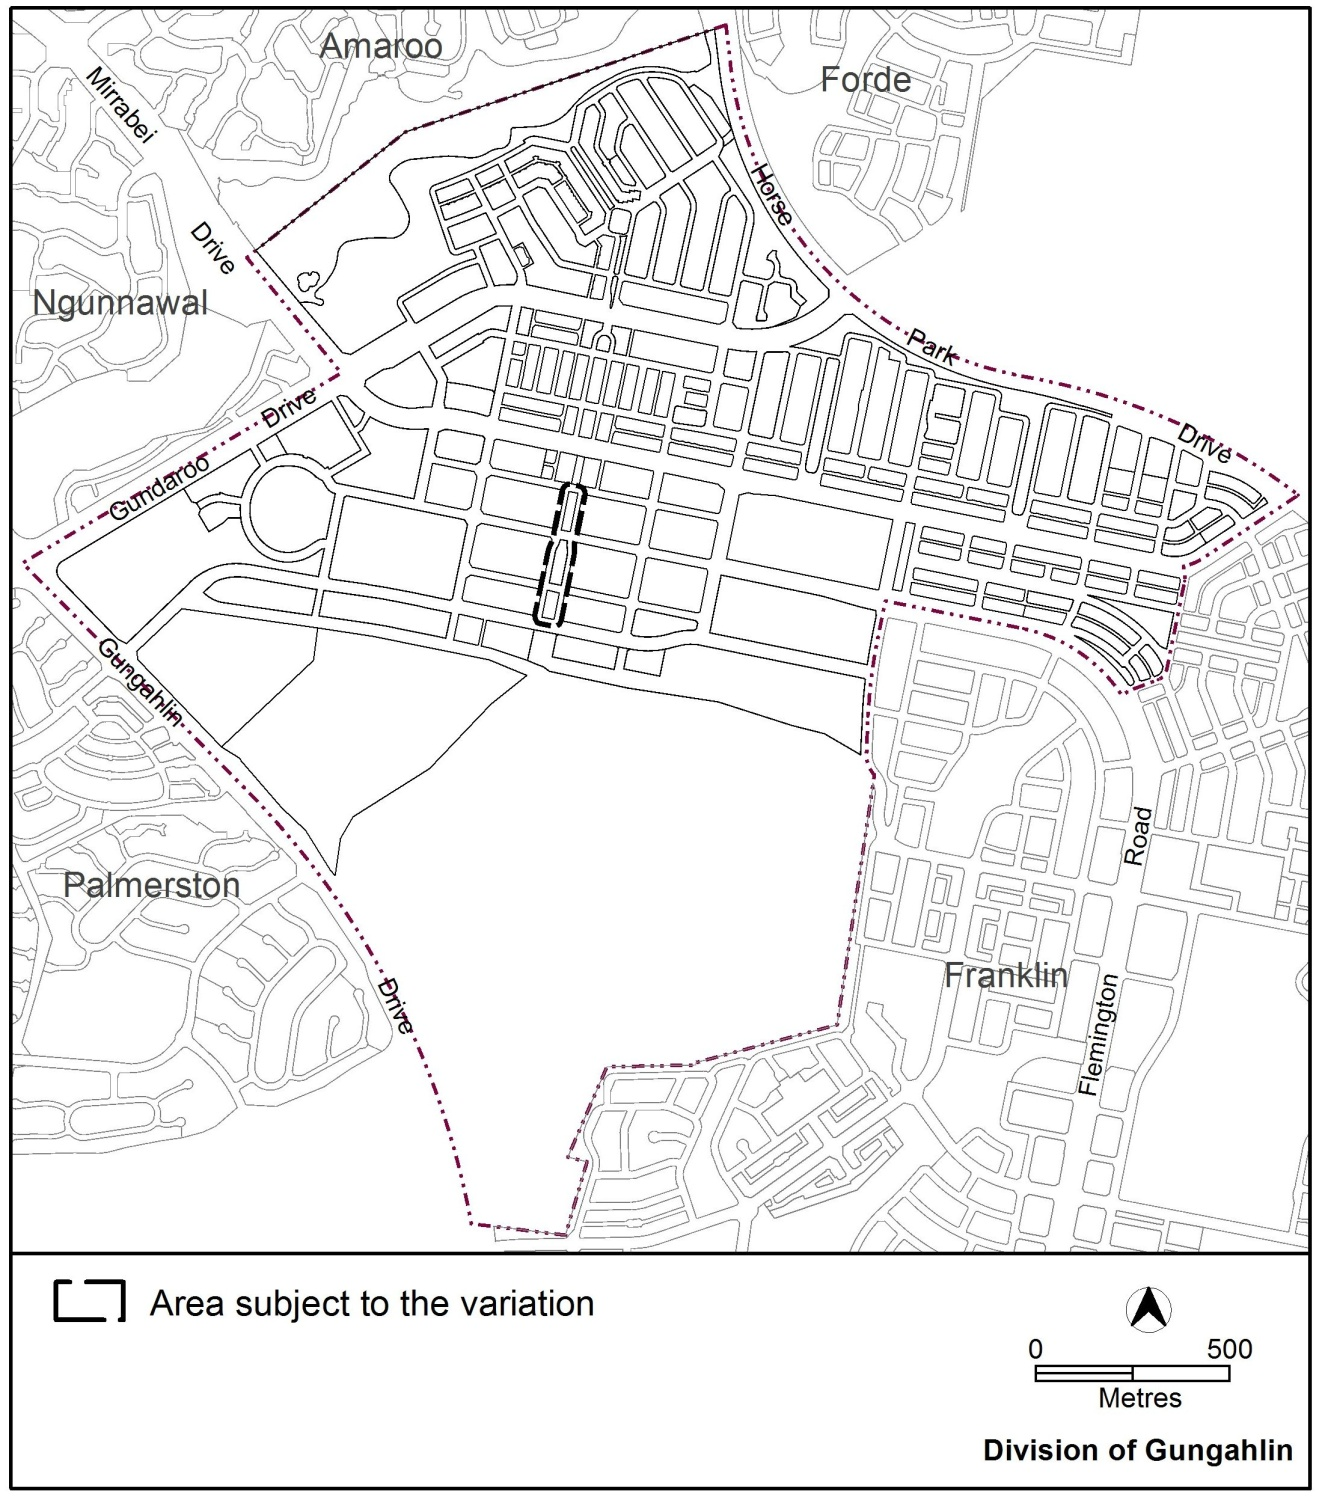 Amaroo
Forde
Mirrabei
Drive
Horse
Park
Drive
Ngunnawal
Drive
Gundaroo
Gungahlin
Drive
Palmerston
Road
Franklin
Flemington
Area subject to the variation
0 500
Metres
Division of Gungahlin